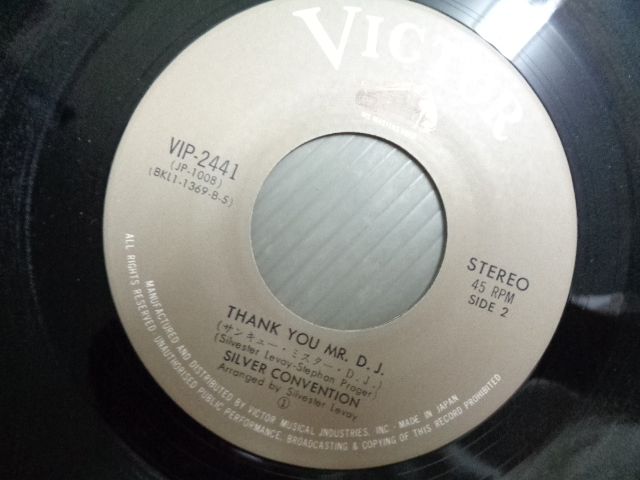 VICTOR
VIP-2441
(JP-1008)
(BKL1-1369-B-5)
STEREO
45 RPM
SIDE 2
THANK YOU MR. D.J.
(サンキュー・ミスター・D.J.)
(Silvester Levay-Stephan Prager)
SILVER CONVENTION
Arranged by Silvester Levay
MANUFACTURED AND DISTRIBUTED BY VICTOR MUSICAL JNDUSTRIES, INC. - MADE IN JAPAN
ALL RIGHTS RESERVED. UNAUTHORISED PUBLIC PERFORMANCE, BROADCASTING & COPYING OF THIS RECORD PROHIBITED